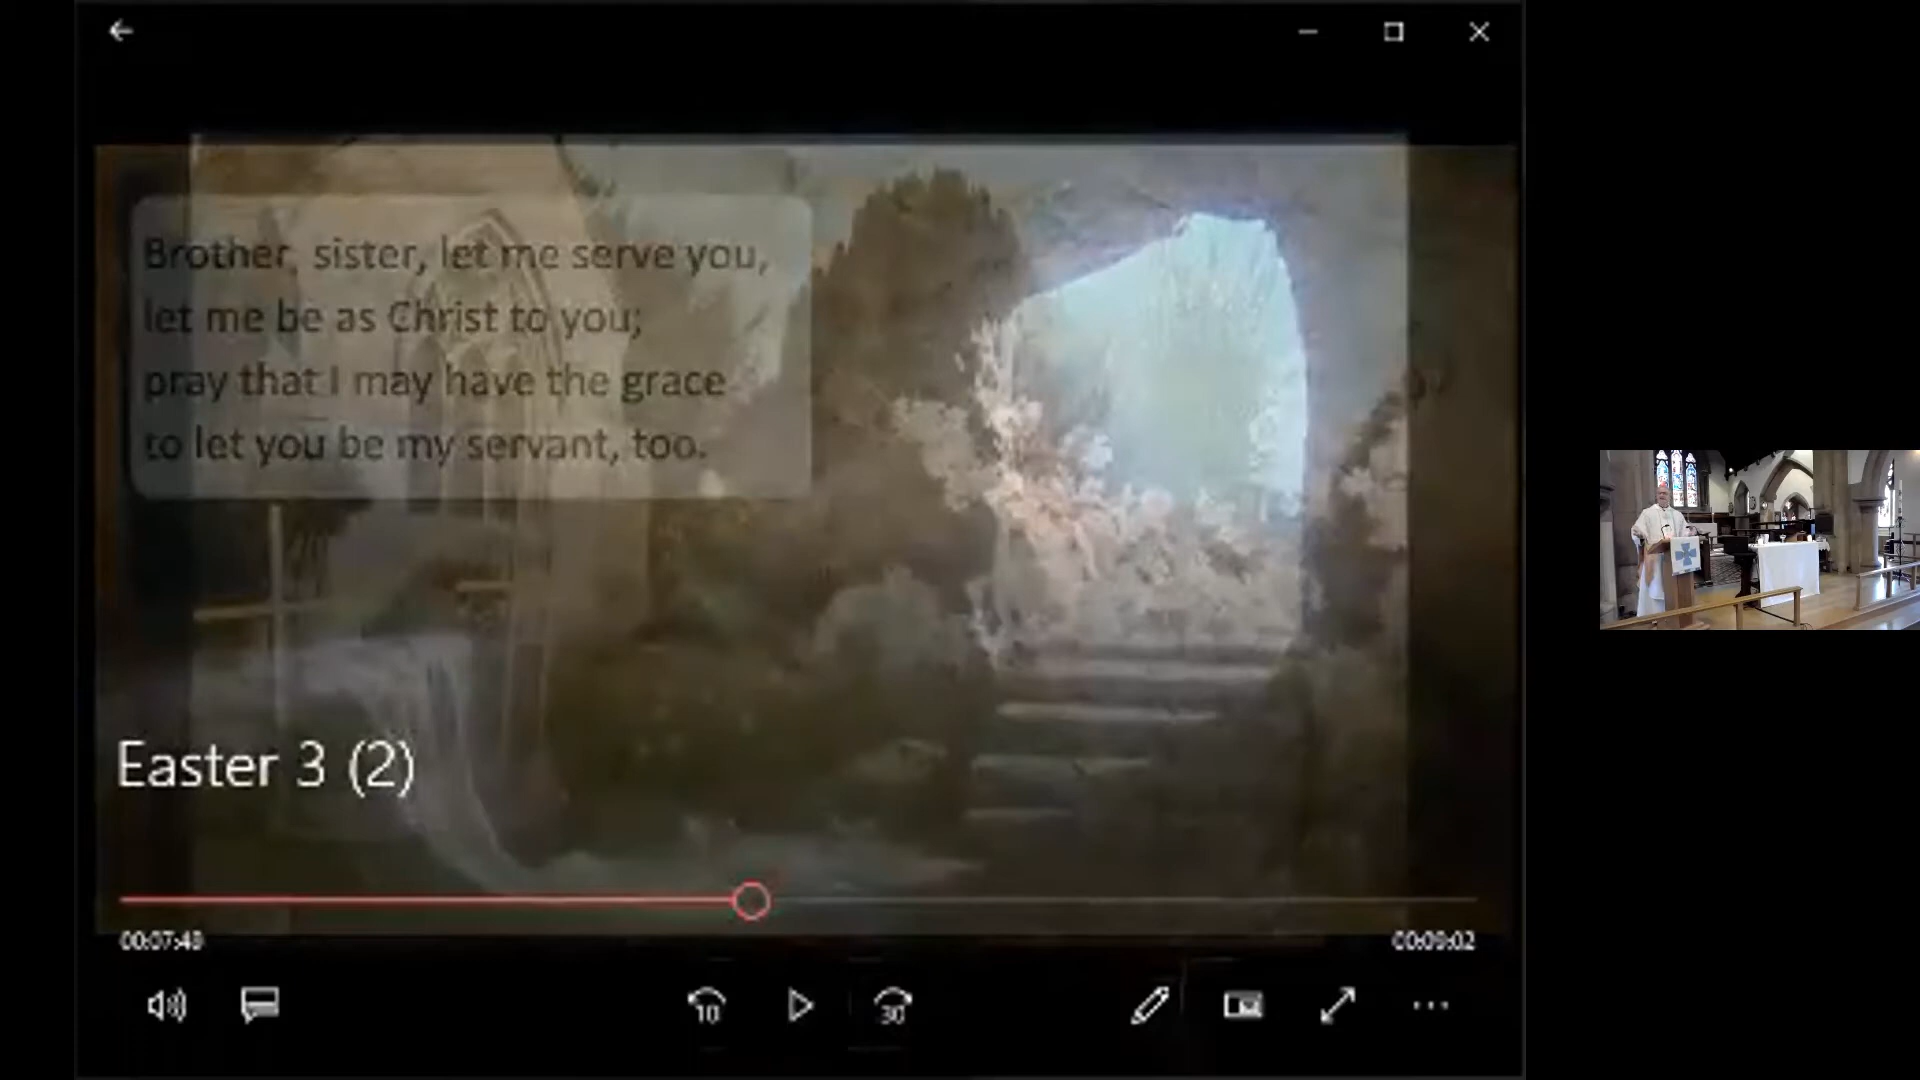 Brother, sister, let me serve you,
let me be as Christ to you;
pray that I may have the grace
to let you be my servant, too.
Easter 3 (2)
00:07:48
00:09:02
10
30